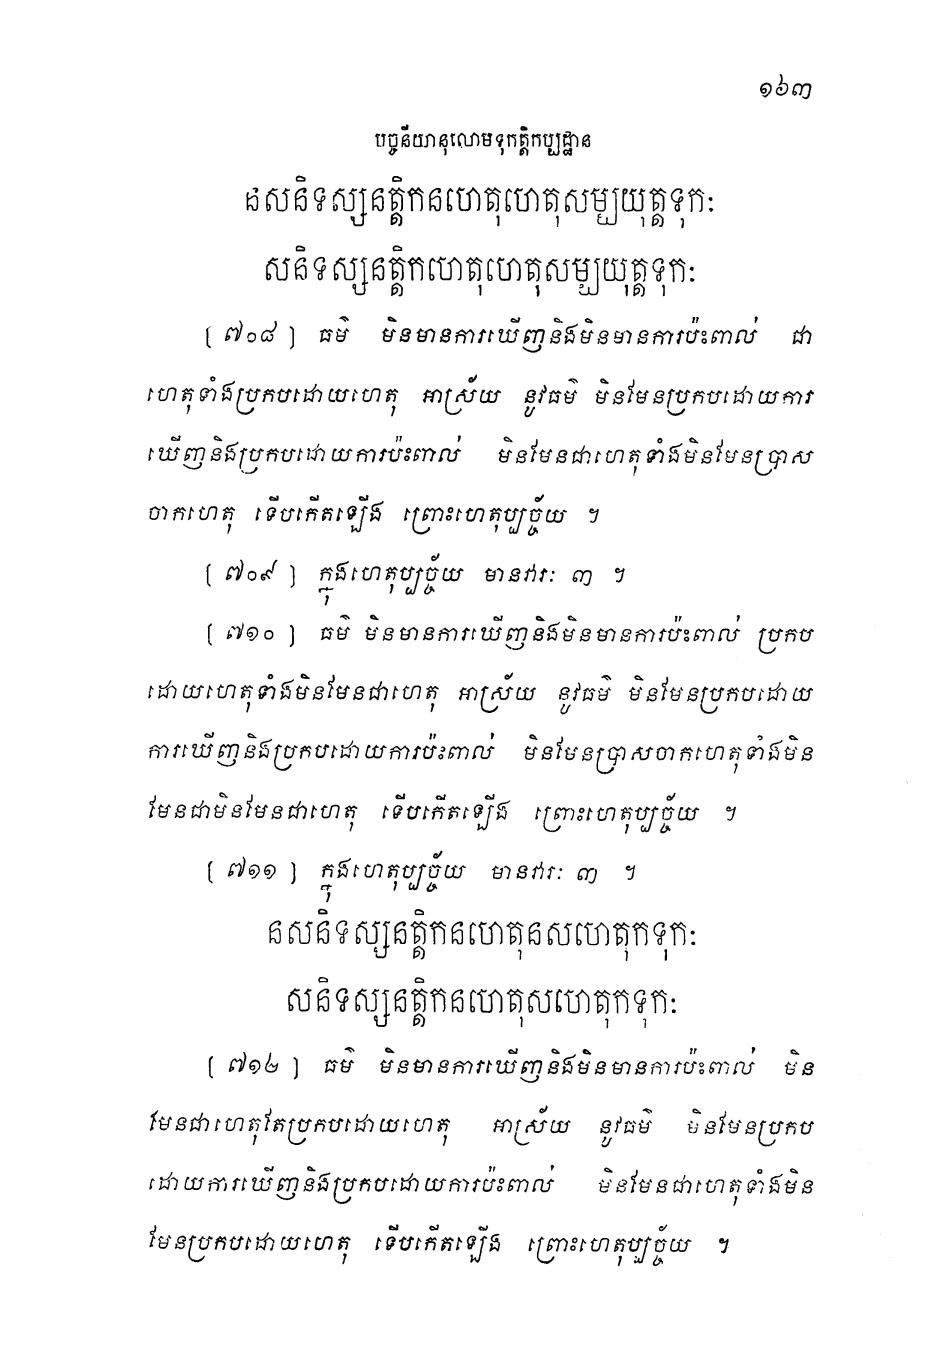 ១៦៣
បច្ចនីយានុលោមទុកត្តិកប្បដ្ឋាន
នសនិទស្សនត្តិកនហេតុហេតុសម្បយុត្តទុកៈ
សនិទស្សនត្តិកហេតុហេតុសម្បយុត្តទុកៈ
[ ៧០៨ ] ធម៌ មិនមានការឃើញនិងមិនមានការប៉ះពាល់ ជា
ហេតុទាំងប្រកបដោយហេតុ អាស្រ័យ នូវធម៌ មិនមែនប្រកបដោយការ
ឃើញនិងប្រកបដោយការប៉ះពាល់ មិនមែនជាហេតុទាំងមិនមែនប្រាស
ចាកហេតុ ទើបកើតឡើង ព្រោះហេតុប្បច្ច័យ ។
[ ៧០៩ ] ក្នុងហេតុប្បច្ច័យ មានវារៈ ៣ ។
[ ៧១០ ] ធម៌ មិនមានការឃើញនិងមិនមានការប៉ះពាល់ ប្រកប
ដោយហេតុទាំងមិនមែនជាហេតុ អាស្រ័យ នូវធម៌ មិនមែនប្រកបដោយ
ការឃើញនិងប្រកបដោយការប៉ះពាល់ មិនមែនប្រាសចាកហេតុទាំងមិន
មែនជាមិនមែនជាហេតុ ទើបកើតឡើង ព្រោះហេតុប្បច្ច័យ ។
[ ៧១១ ] ក្នុងហេតុប្បច្ច័យ មានវារៈ ៣ ។
នសនិទស្សនត្តិកនហេតុនសហេតុកទុកៈ
សនិទស្សនត្តិកនហេតុសហេតុកទុកៈ
[ ៧១២ ] ធម៌ មិនមានការឃើញនិងមិនមានការប៉ះពាល់ មិន
មែនជាហេតុតែប្រកបដោយហេតុ អាស្រ័យ នូវធម៌ មិនមែនប្រកប
ដោយការឃើញនិងប្រកបដោយការប៉ះពាល់ មិនមែនជាហេតុទាំងមិន
មែនប្រកបដោយហេតុ ទើបកើតឡើង ព្រោះហេតុប្បច្ច័យ ។